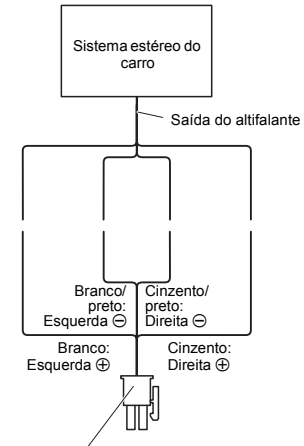 Sistema estéreo do
carro
Saída do altifalante
Branco/
preto:
Esquerda ⊖
Cinzento/
preto:
Direita ⊖
Branco:
Esquerda ⊕
Cinzento:
Direita ⊕